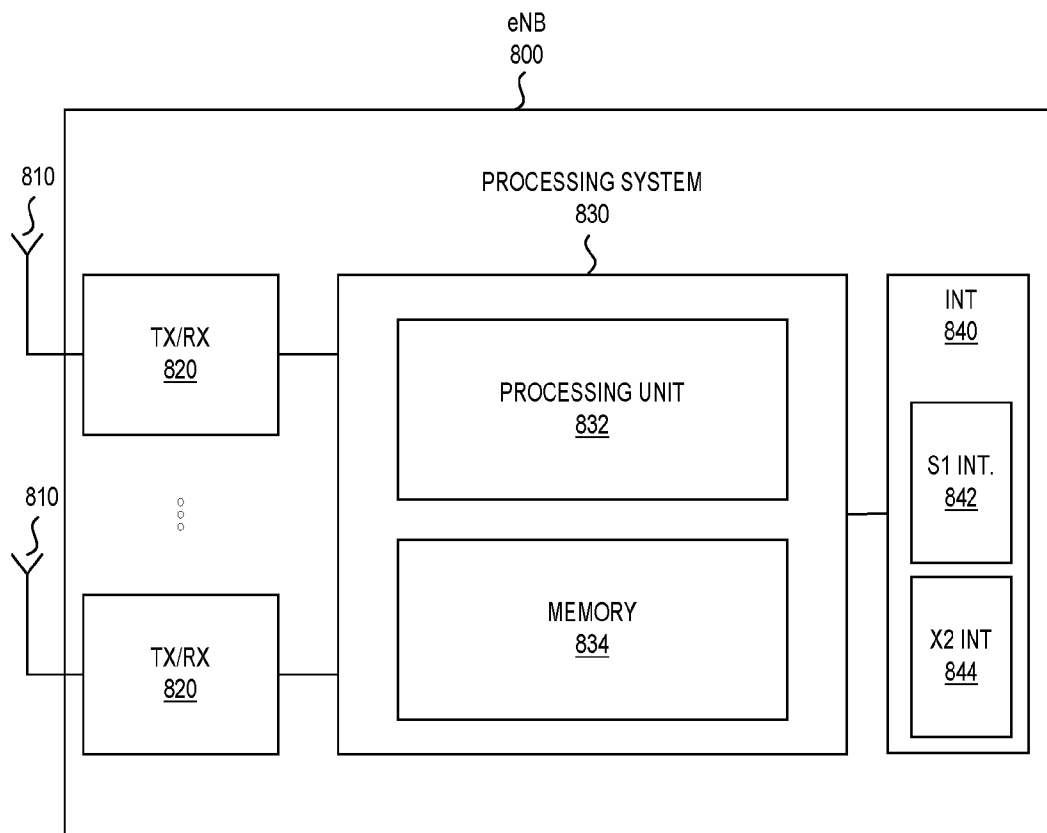 eNB
800
810
PROCESSING SYSTEM
830
TX/RX
820
PROCESSING UNIT
832
INT
840
S1 INT.
842
810
TX/RX
820
MEMORY
834
X2 INT
844